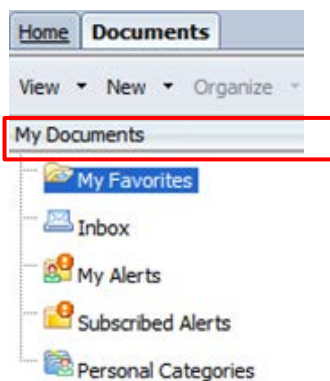 Home Documents
View New Organize
My Documents
My Favorites
Inbox
My Alerts
Subscribed Alerts
Personal Categories